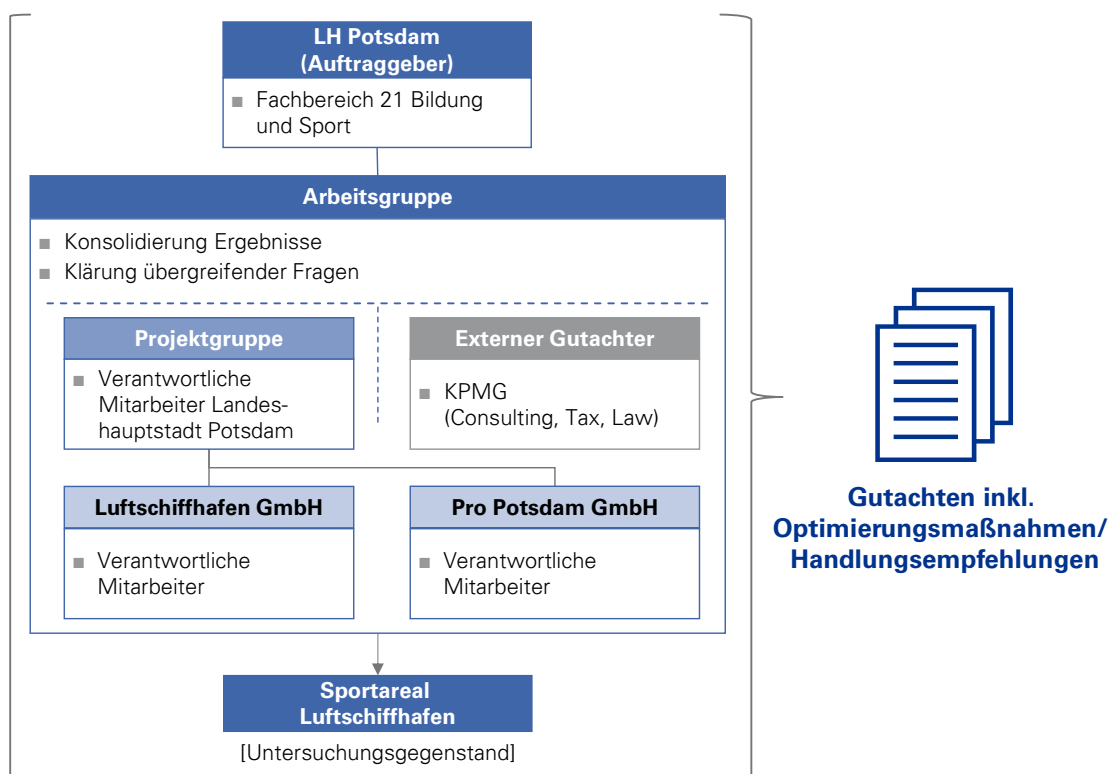 LH Potsdam
(Auftraggeber)
Fachbereich 21 Bildung
und Sport
Arbeitsgruppe
Konsolidierung Ergebnisse
Klärung übergreifender Fragen
Projektgruppe
Verantwortliche
Mitarbeiter Landes-
hauptstadt Potsdam
Externer Gutachter
KPMG
(Consulting, Tax, Law)
Luftschiffhafen GmbH
Verantwortliche
Mitarbeiter
Pro Potsdam GmbH
Verantwortliche
Mitarbeiter
Sportareal
Luftschiffhafen
[Untersuchungsgegenstand]
Gutachten inkl.
Optimierungsmaßnahmen/
Handlungsempfehlungen